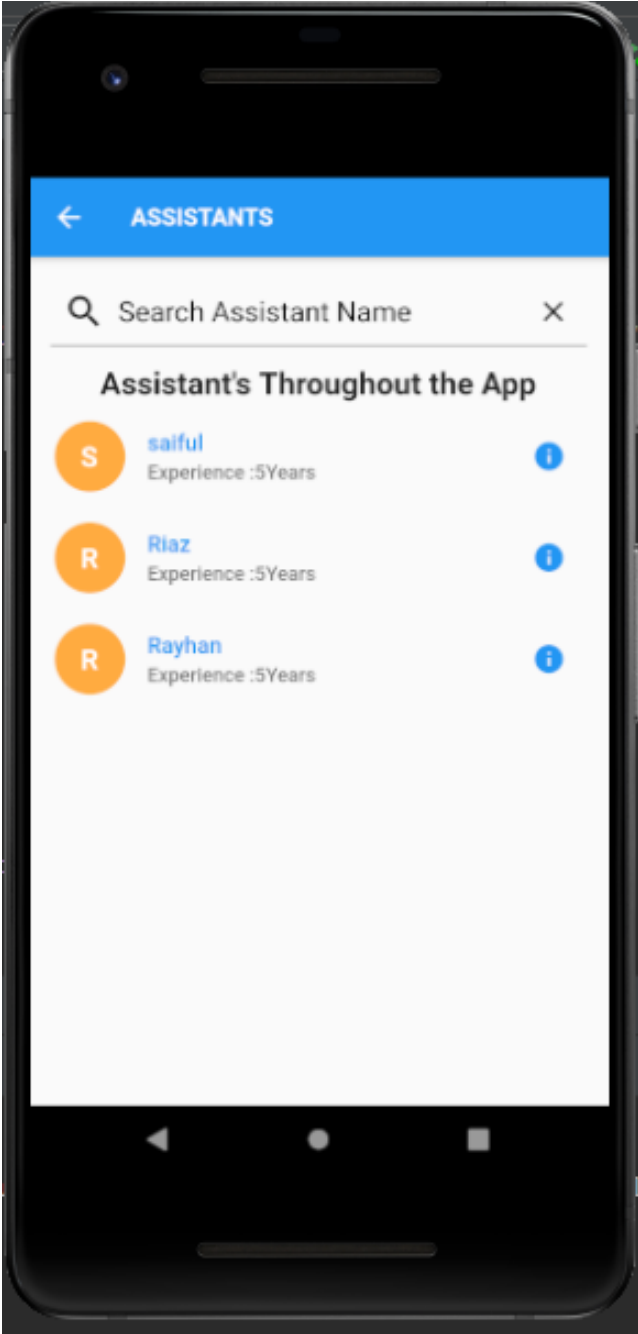 ASSISTANTS
Search Assistant Name
Assistant's Throughout the App
S
saiful
Experience :5Years
R
Riaz
Experience :5Years
R
Rayhan
Experience :5Years